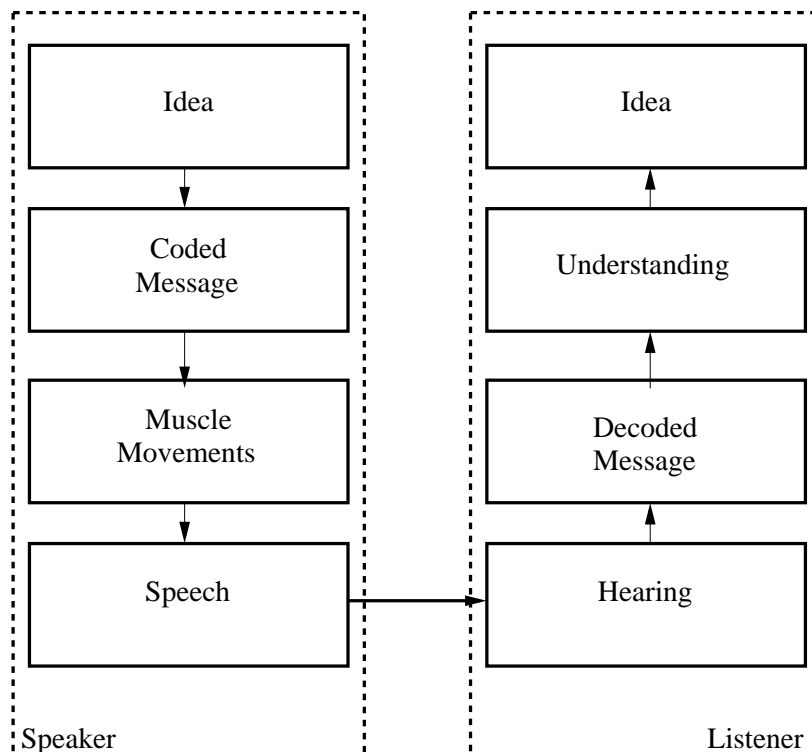 Idea
Coded
Message
Muscle
Movements
Speech
Speaker
Idea
Understanding
Decoded
Message
Hearing
Listener